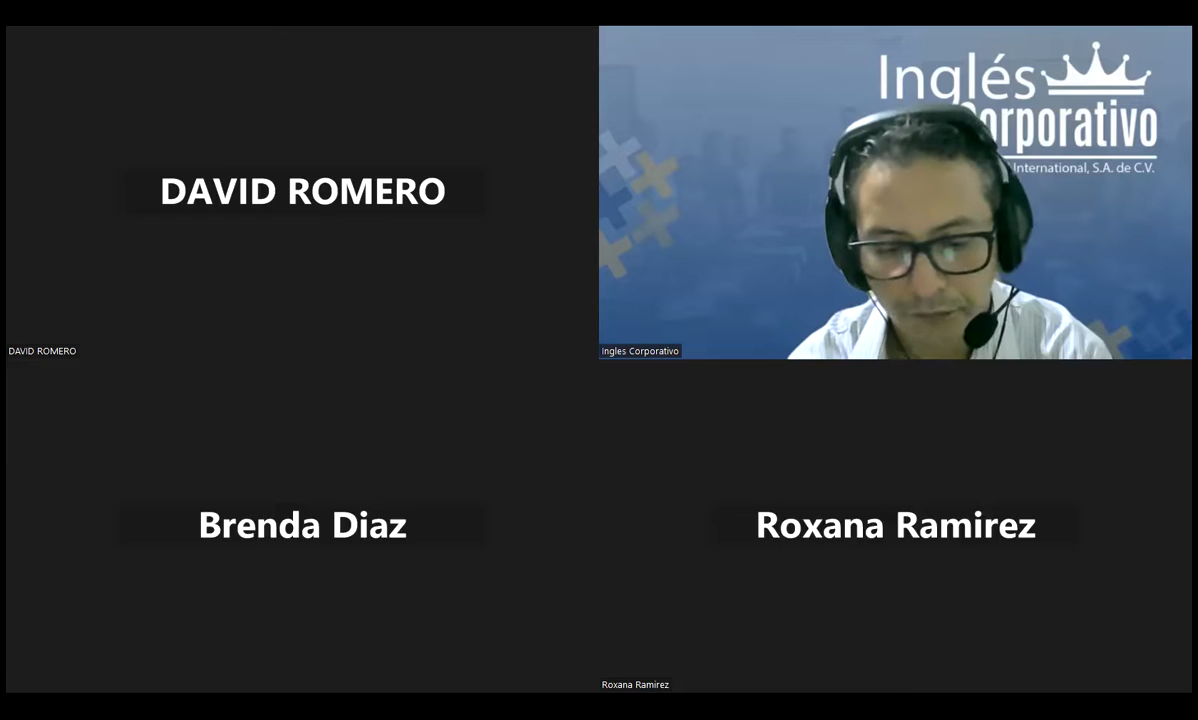 DAVID ROMERO
DAVID ROMERO
Inglés
Corporativo
International, S.A. de C.V.
Ingles Corporativo
Brenda Diaz
Roxana Ramirez
Roxana Ramirez